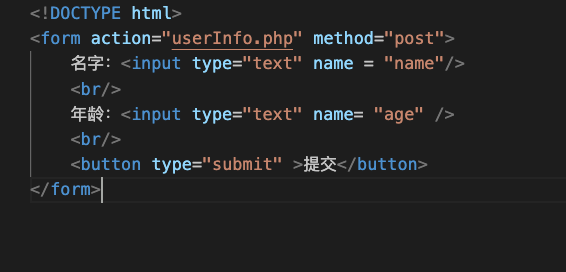 <!DOCTYPE html>
<form action="userInfo.php" method="post">
    名字：<input type="text" name = "name"/>
    <br/>
    年龄：<input type="text" name= "age" />
    <br/>
    <button type="submit" >提交</button>
</form>